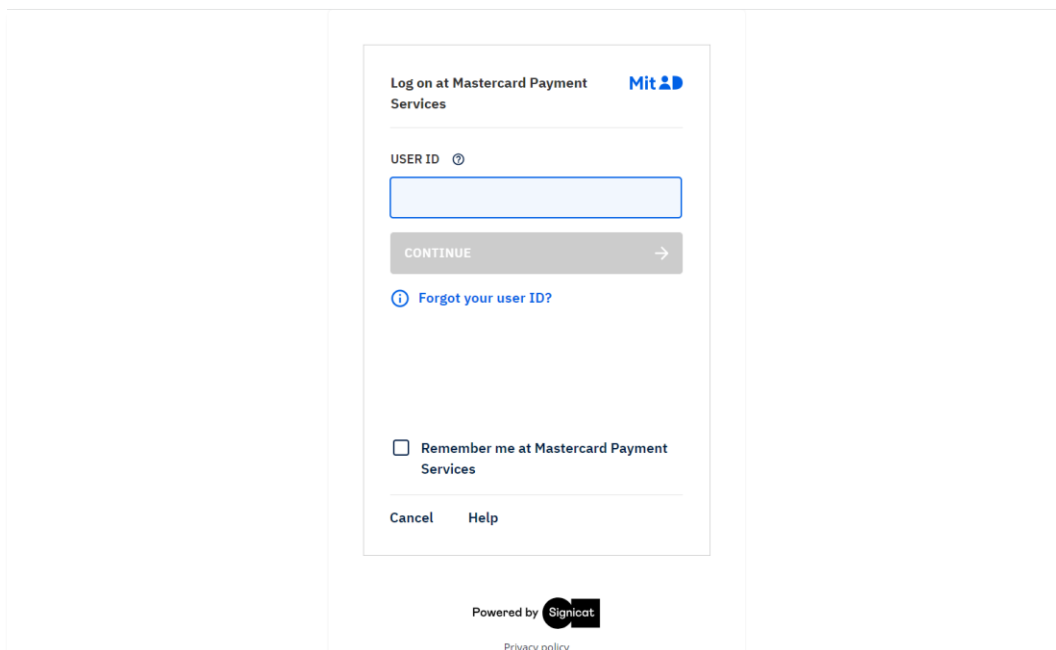 Log on at Mastercard Payment
Services
Mit
USER ID
CONTINUE
Forgot your user ID?
Remember me at Mastercard Payment
Services
Cancel Help
Powered by Signicat
Privacy policy